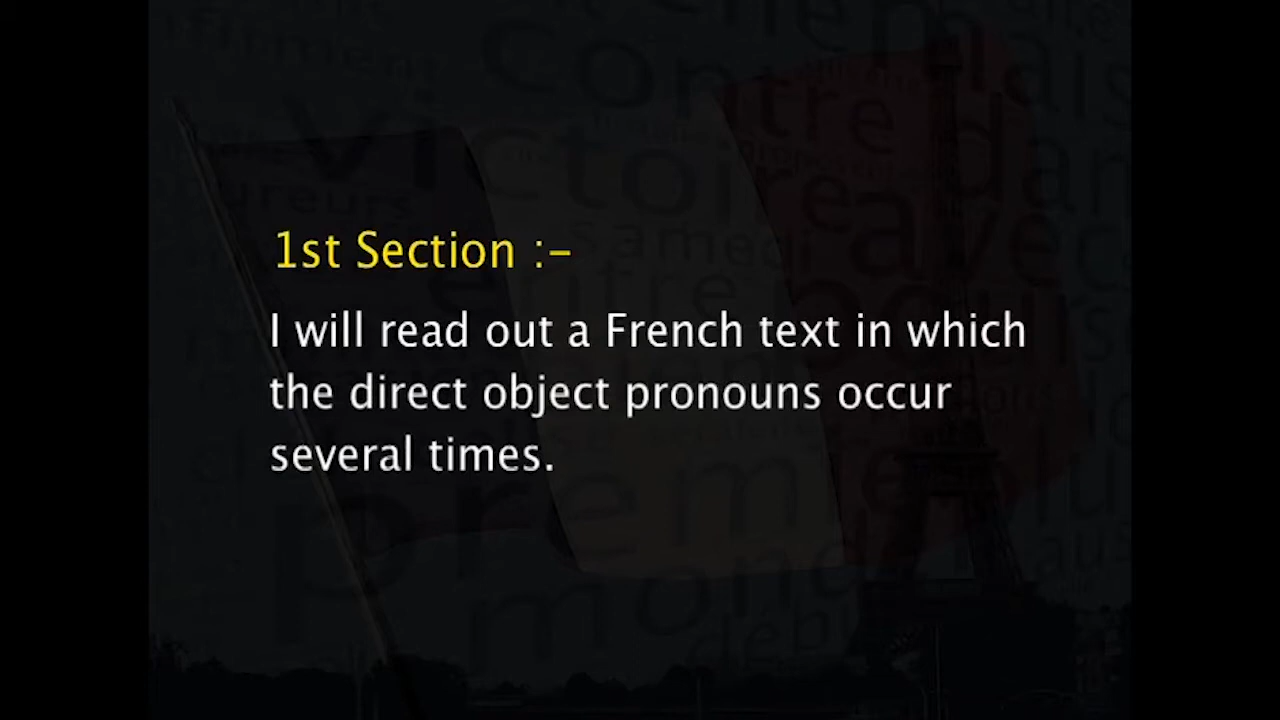 1st Section :-
I will read out a French text in which
the direct object pronouns occur
several times.